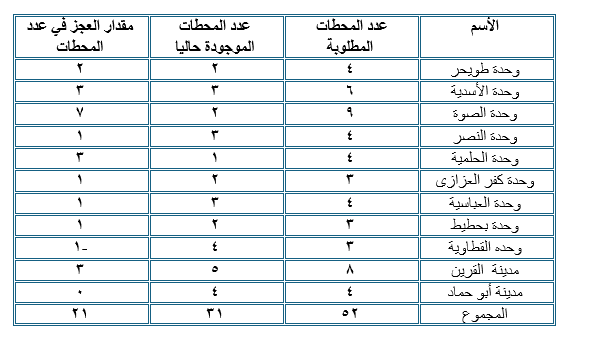 الأسم عدد المحطات المطلوبة عدد المحطات الموجودة حاليا مقدار العجز في عدد المحطات
وحدة طويحر ٤ ٢ ٢
وحدة الأسدية ٦ ٣ ٣
وحدة الصوة ٩ ٢ ٧
وحدة النصر ٤ ٣ ١
وحدة الحلمية ٤ ١ ٣
وحدة كفر العزازى ٣ ٢ ١
وحدة العباسية ٤ ٣ ١
وحدة بحطيط ٣ ٢ ١
وحده القطاوية ٣ ٤ -١
مدينة القرين ٨ ٥ ٣
مدينة أبو حماد ٤ ٤ ٠
المجموع ٥٢ ٣١ ٢١